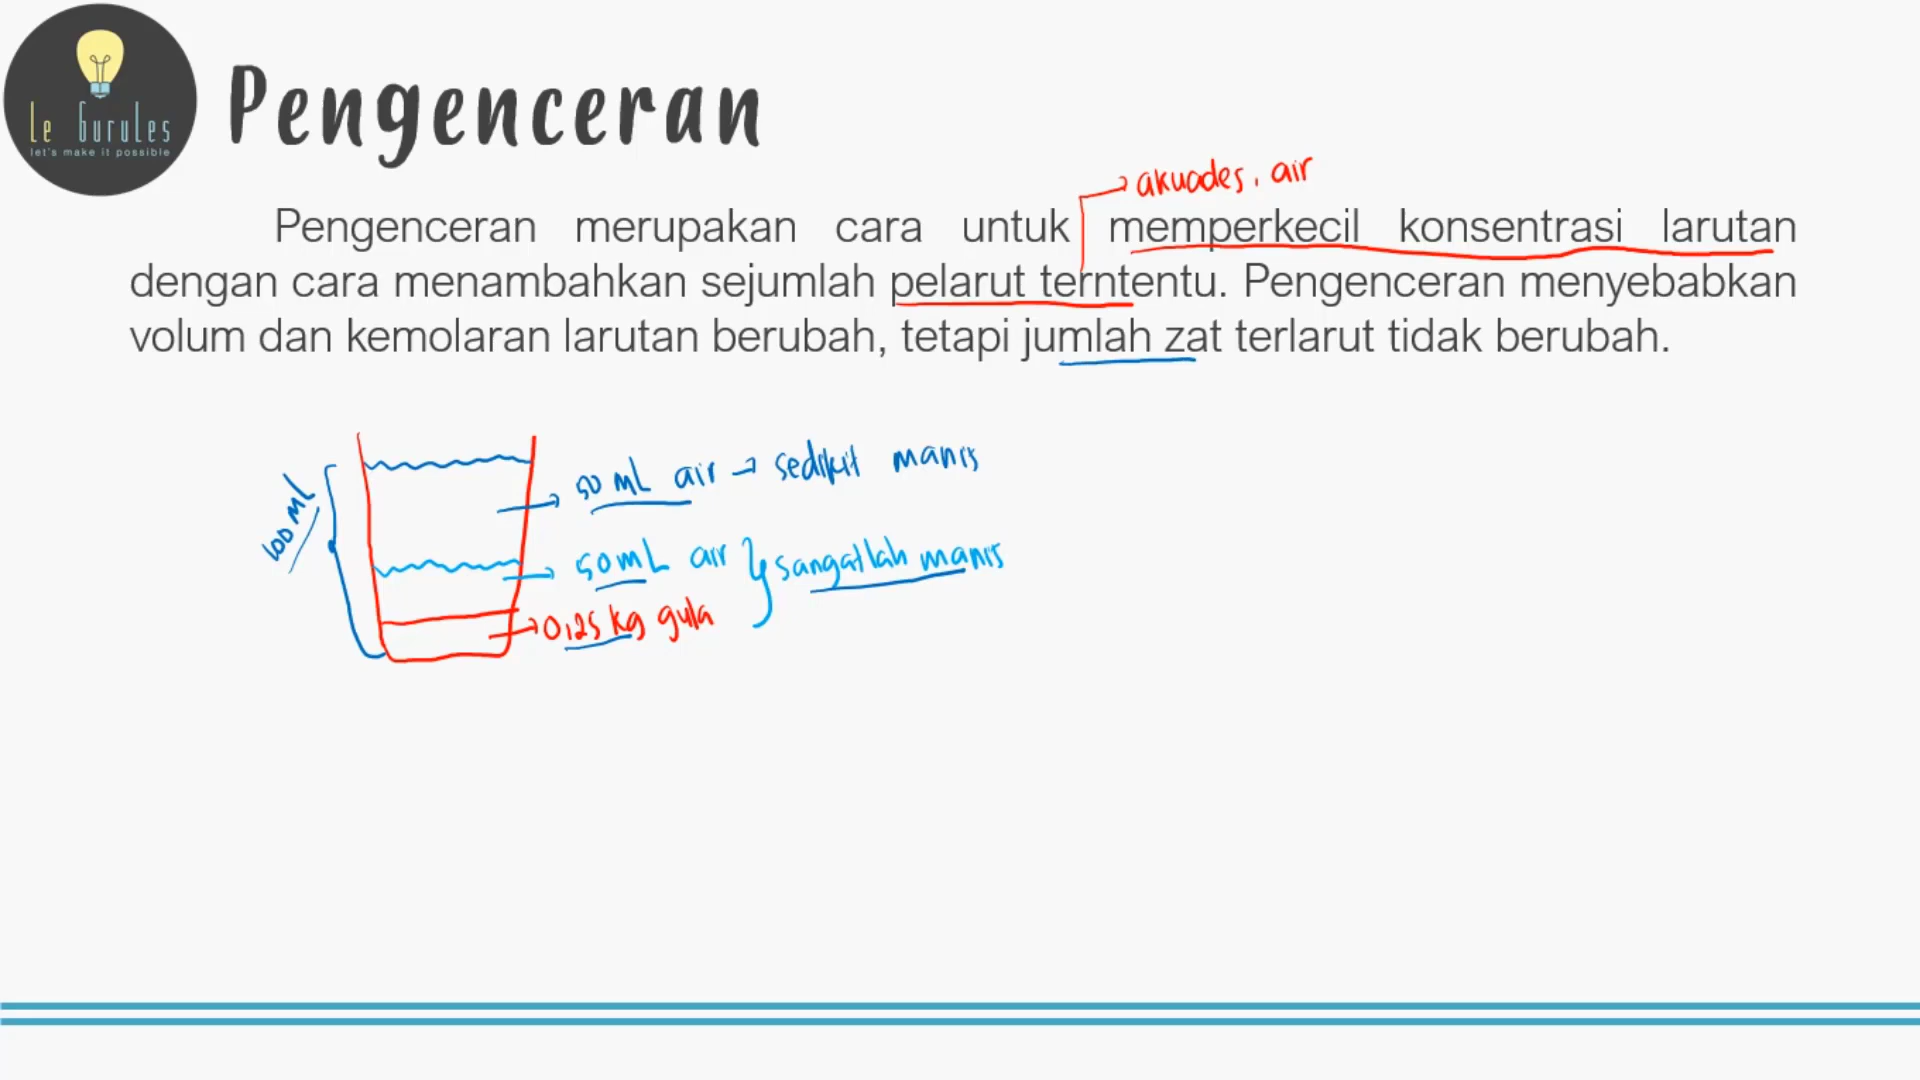 Le Gurules
let's make it possible
Pengenceran
akuades, air
Pengenceran merupakan cara untuk memperkecil konsentrasi larutan
dengan cara menambahkan sejumlah pelarut terntentu. Pengenceran menyebabkan
volum dan kemolaran larutan berubah, tetapi jumlah zat terlarut tidak berubah.
50 mL air → sedikit manis
100 mL
50 mL air
sangatlah manis
0,25 kg gula